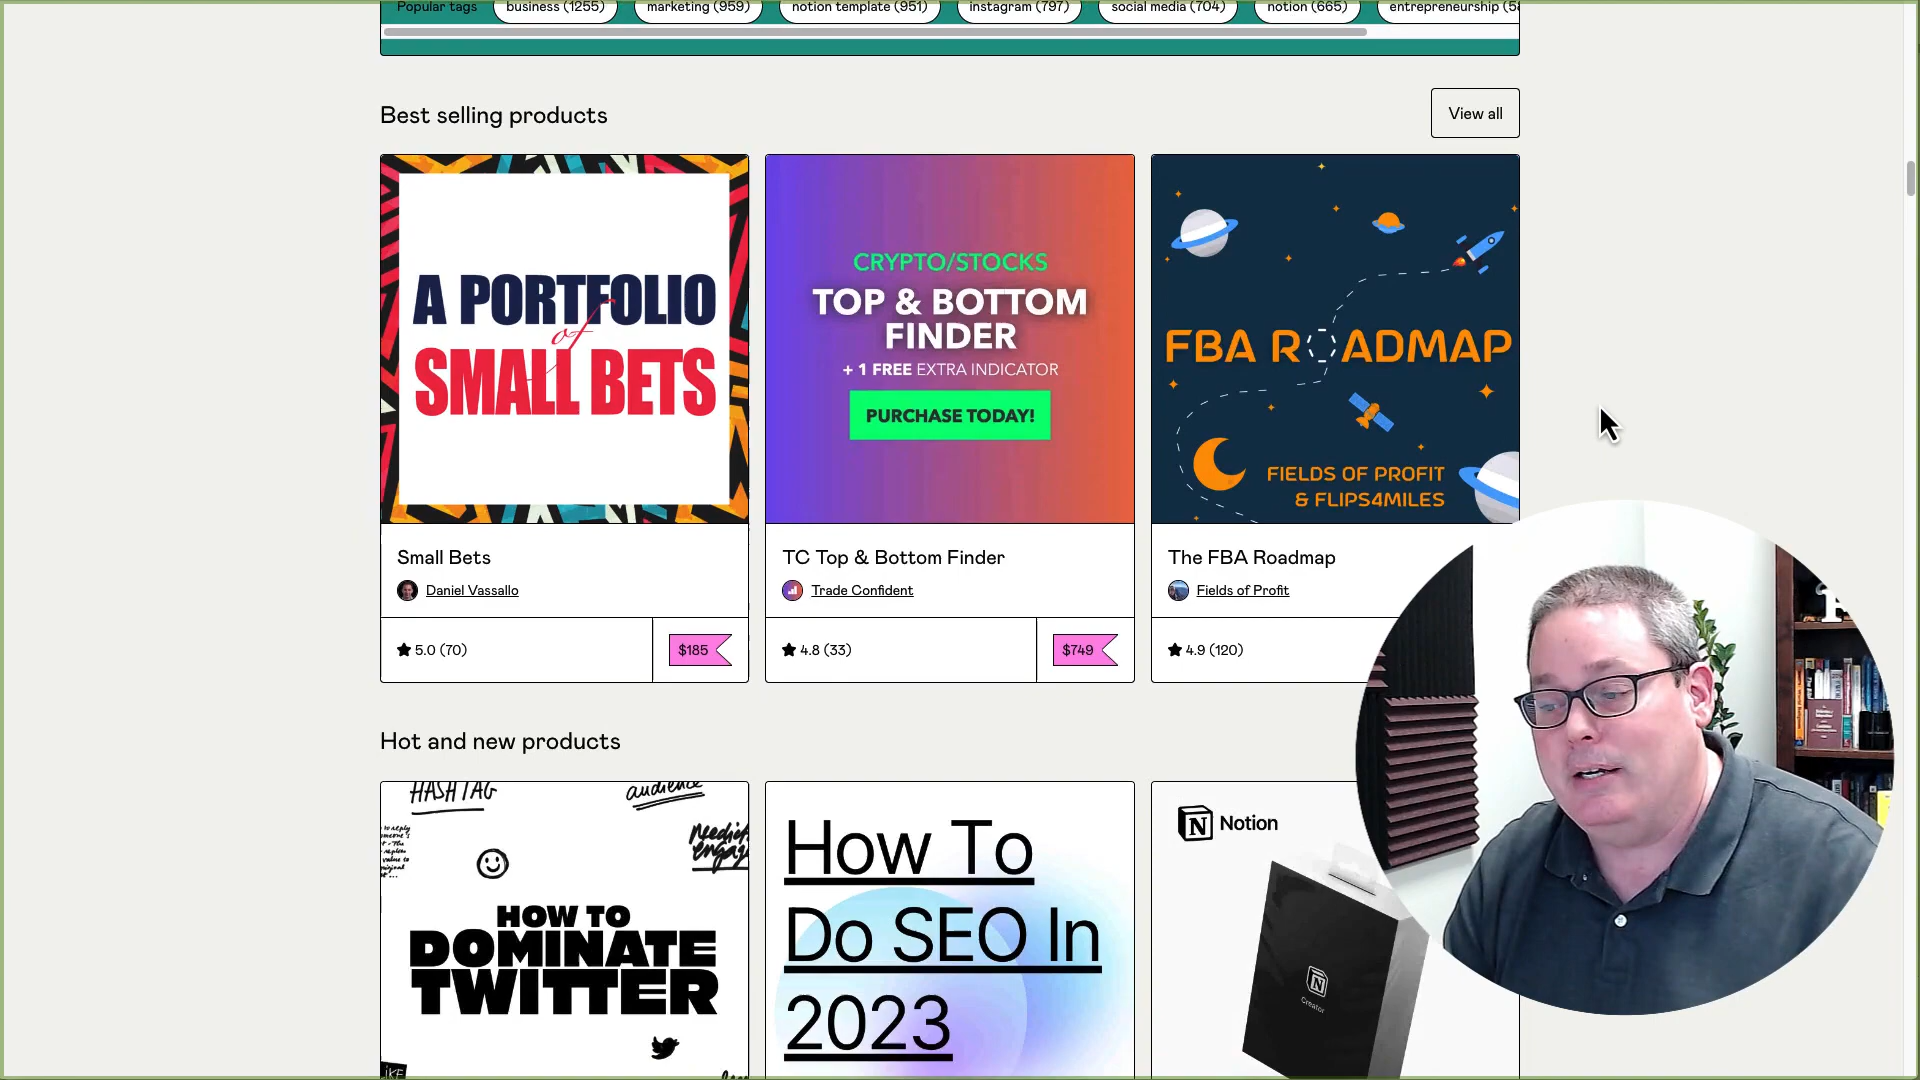 Popular tags business (1255) marketing (959) notion template (951) instagram (797) social media (704) notion (665) entrepreneurship (58
Best selling products
View all
A PORTFOLIO
of
SMALL BETS
CRYPTO/STOCKS
TOP & BOTTOM
FINDER
+ 1 FREE EXTRA INDICATOR
PURCHASE TODAY!
FBA ROADMAP
FIELDS OF PROFIT
& FLIPS4MILES
Small Bets
Daniel Vassallo
5.0 (70)
$185
TC Top & Bottom Finder
Trade Confident
4.8 (33)
$749
The FBA Roadmap
Fields of Profit
4.9 (120)
Hot and new products
HASHTAG
audience
HOW TO
DOMINATE
TWITTER
How To
Do SEO In
2023
Notion
Creator